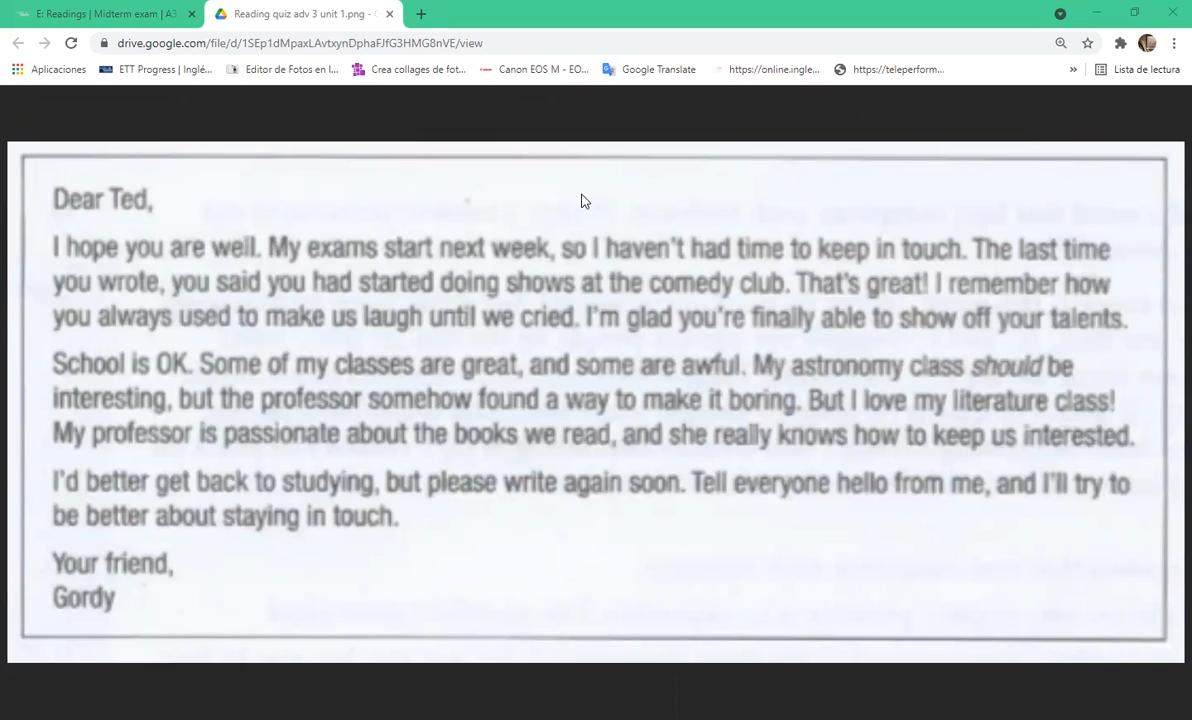 E: Readings | Midterm exam | A3
Reading quiz adv 3 unit 1.png - G
drive.google.com/file/d/1SEp1dMpaxLAvtxynDphaFJfG3HMG8nVE/view
Aplicaciones
ETT Progress | Inglé...
Editor de Fotos en l...
Crea collages de fot...
Canon EOS M - EO...
Google Translate
https://online.ingle...
https://teleperform...
Lista de lectura
Dear Ted,
I hope you are well. My exams start next week, so I haven't had time to keep in touch. The last time
you wrote, you said you had started doing shows at the comedy club. That's great! I remember how
you always used to make us laugh until we cried. I'm glad you're finally able to show off your talents.
School is OK. Some of my classes are great, and some are awful. My astronomy class should be
interesting, but the professor somehow found a way to make it boring. But I love my literature class!
My professor is passionate about the books we read, and she really knows how to keep us interested.
I'd better get back to studying, but please write again soon. Tell everyone hello from me, and I'll try to
be better about staying in touch.
Your friend,
Gordy